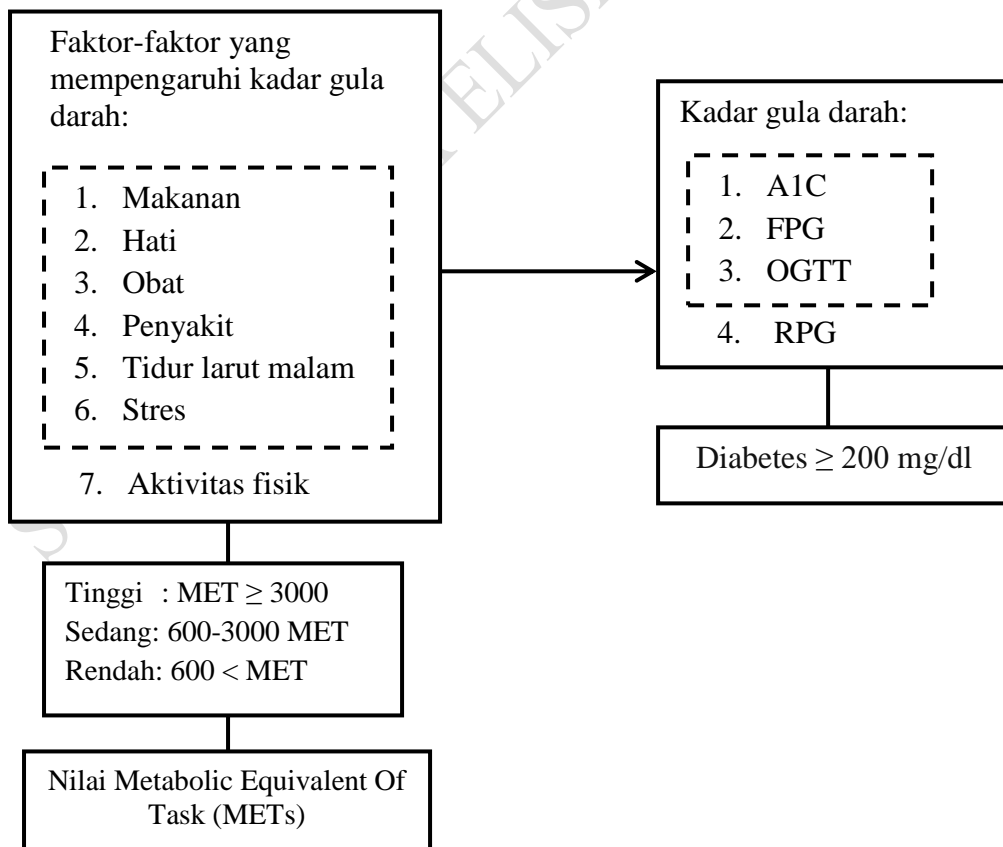 Faktor-faktor yang
mempengaruhi kadar gula
darah:
1. Makanan
2. Hati
3. Obat
4. Penyakit
5. Tidur larut malam
6. Stres
7. Aktivitas fisik
Kadar gula darah:
1. A1C
2. FPG
3. OGTT
4. RPG
Diabetes ≥ 200 mg/dl
Tinggi : MET ≥ 3000
Sedang: 600-3000 MET
Rendah: 600 < MET
Nilai Metabolic Equivalent Of
Task (METs)